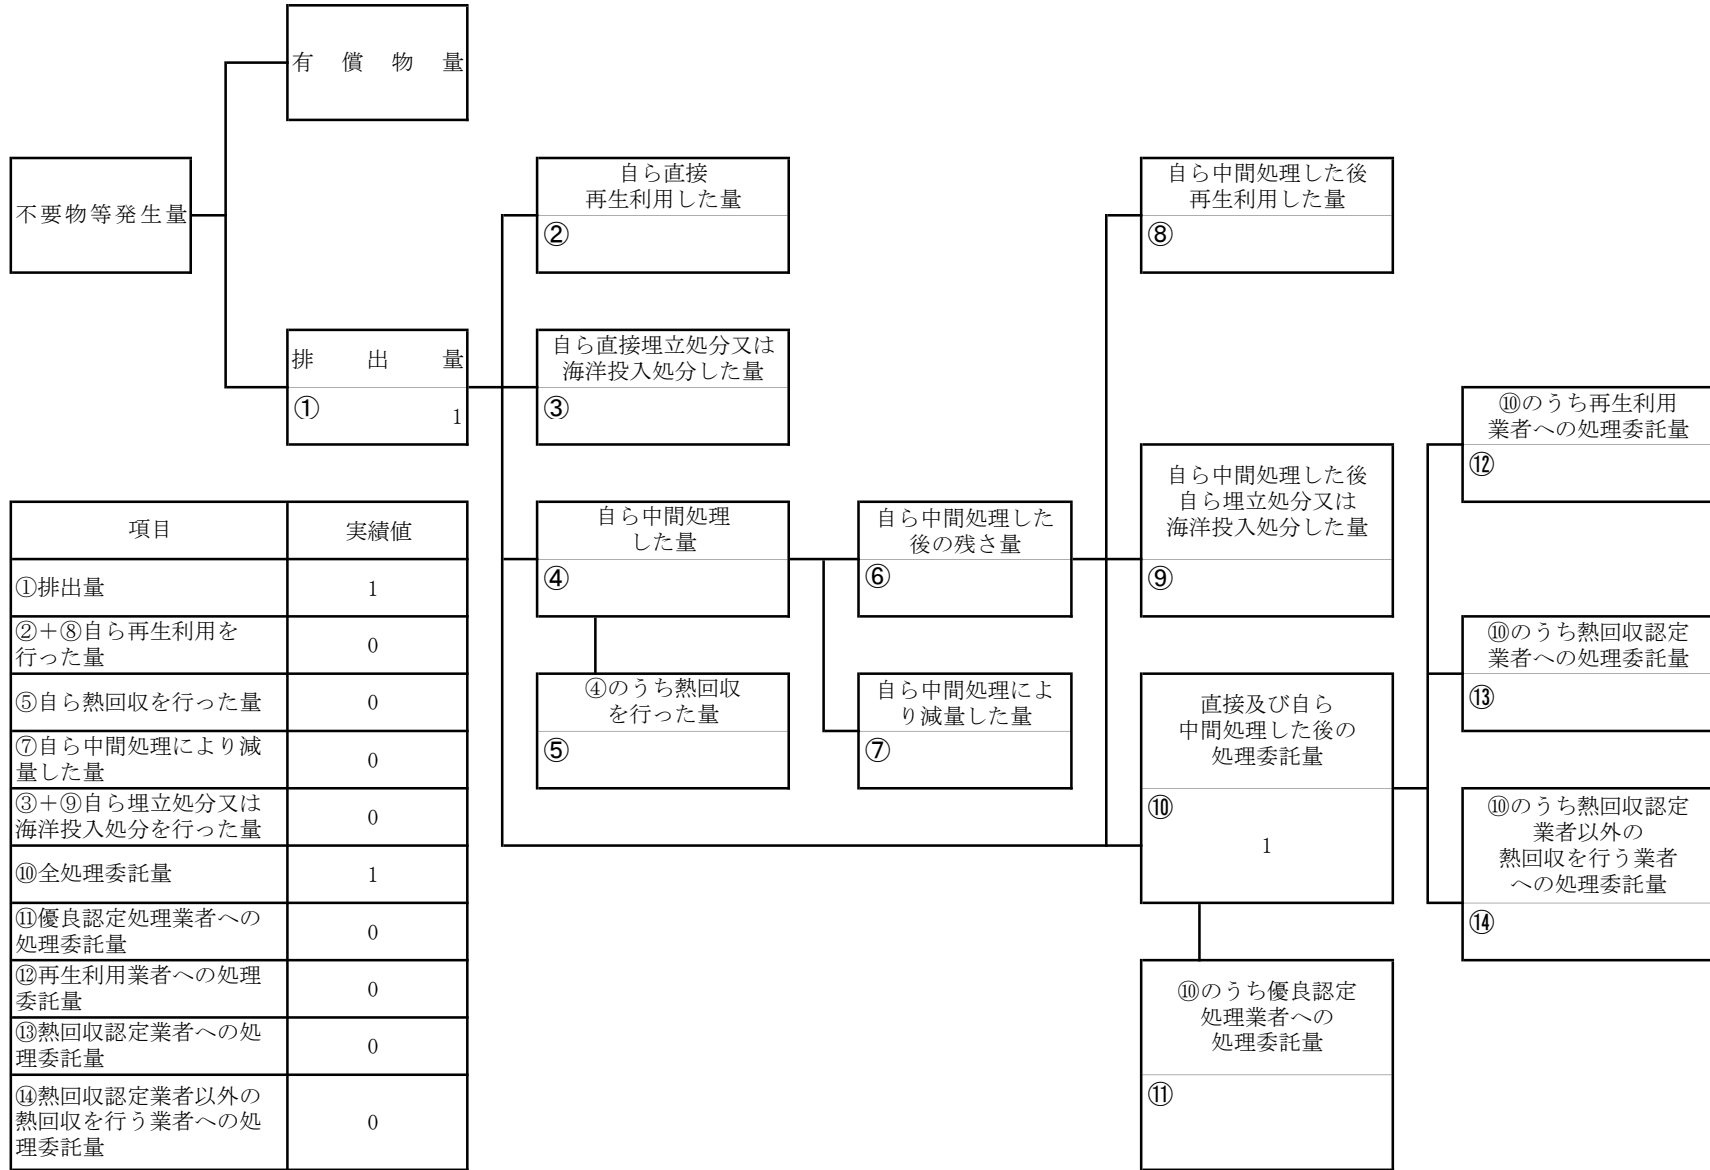 有償物量
不要物等発生量
自ら直接
再生利用した量
②
自ら中間処理した後
再生利用した量
⑧
排出量
①
1
自ら直接埋立処分又は
海洋投入処分した量
③
⑩のうち再生利用
業者への処理委託量
⑫
自ら中間処理
した量
④
自ら中間処理した
後の残さ量
⑥
自ら中間処理した後
自ら埋立処分又は
海洋投入処分した量
⑨
⑩のうち熱回収認定
業者への処理委託量
⑬
④のうち熱回収
を行った量
⑤
自ら中間処理によ
り減量した量
⑦
直接及び自ら
中間処理した後の
処理委託量
⑩
1
⑩のうち熱回収認定
業者以外の
熱回収を行う業者
への処理委託量
⑭
⑩のうち優良認定
処理業者への
処理委託量
⑪
項目 実績値
①排出量 1
②＋⑧自ら再生利用を
行った量 0
⑤自ら熱回収を行った量 0
⑦自ら中間処理により減
量した量 0
③＋⑨自ら埋立処分又は
海洋投入処分を行った量 0
⑩全処理委託量 1
⑪優良認定処理業者への
処理委託量 0
⑫再生利用業者への処理
委託量 0
⑬熱回収認定業者への処
理委託量 0
⑭熱回収認定業者以外の
熱回収を行う業者への処
理委託量 0